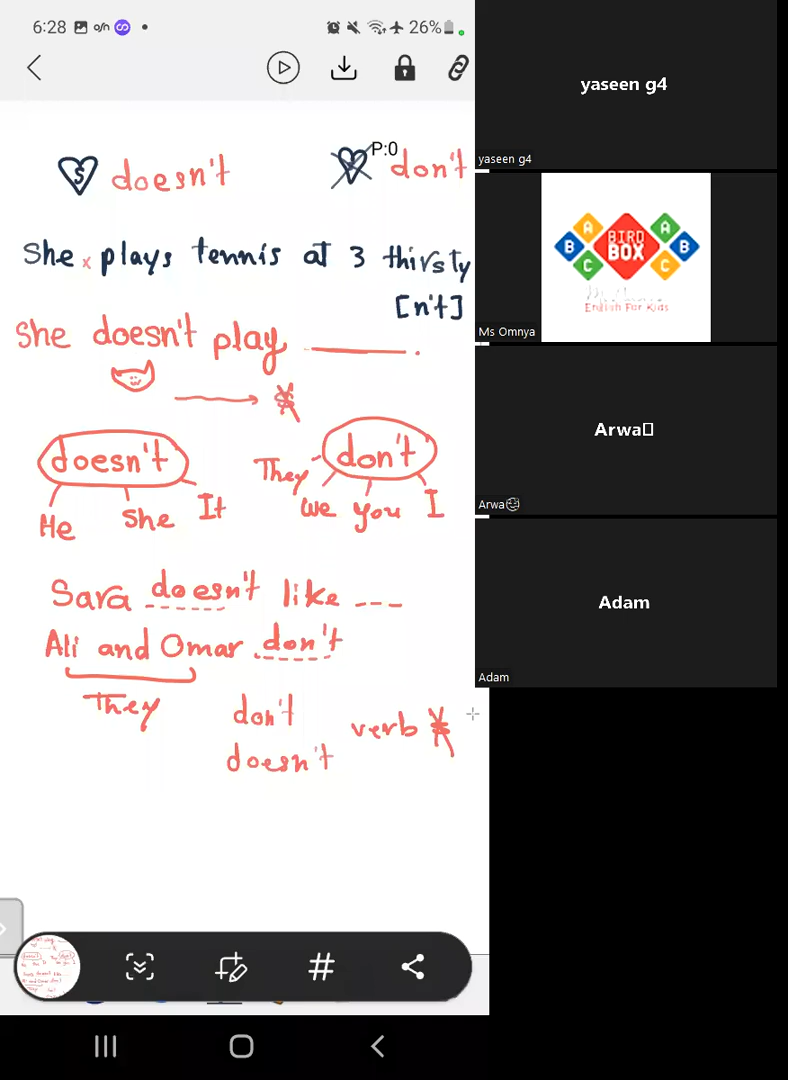 6:28 26%
yaseen g4
yaseen g4
P:0
doesn't don't
She x plays tennis at 3 thirsty
[n't]
She doesn't play ______.
doesn't don't
He She It They we you I
Sara doesn't like ---
Ali and Omar don't
They
don't
doesn't
verb
A B C
BIRD
BOX
A B C
English For Kids
Ms Omnya
Arwa
Arwa
Adam
Adam
#